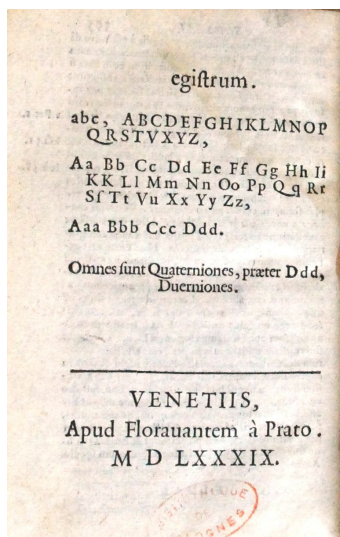 egiſtrum.
abc, ABCDEFGHIKLMNOP
QRSTVXYZ,
Aa Bb Cc Dd Ee Ff Gg Hh Ii
KK Ll Mm Nn Oo Pp Qq Rr
Sſ Tt Vu Xx Yy Zz,
Aaa Bbb Ccc Ddd.
Omnes ſunt Quaterniones, præter Ddd,
Duerniones.
VENETIIS,
Apud Florauantem à Prato.
M D LXXXIX.